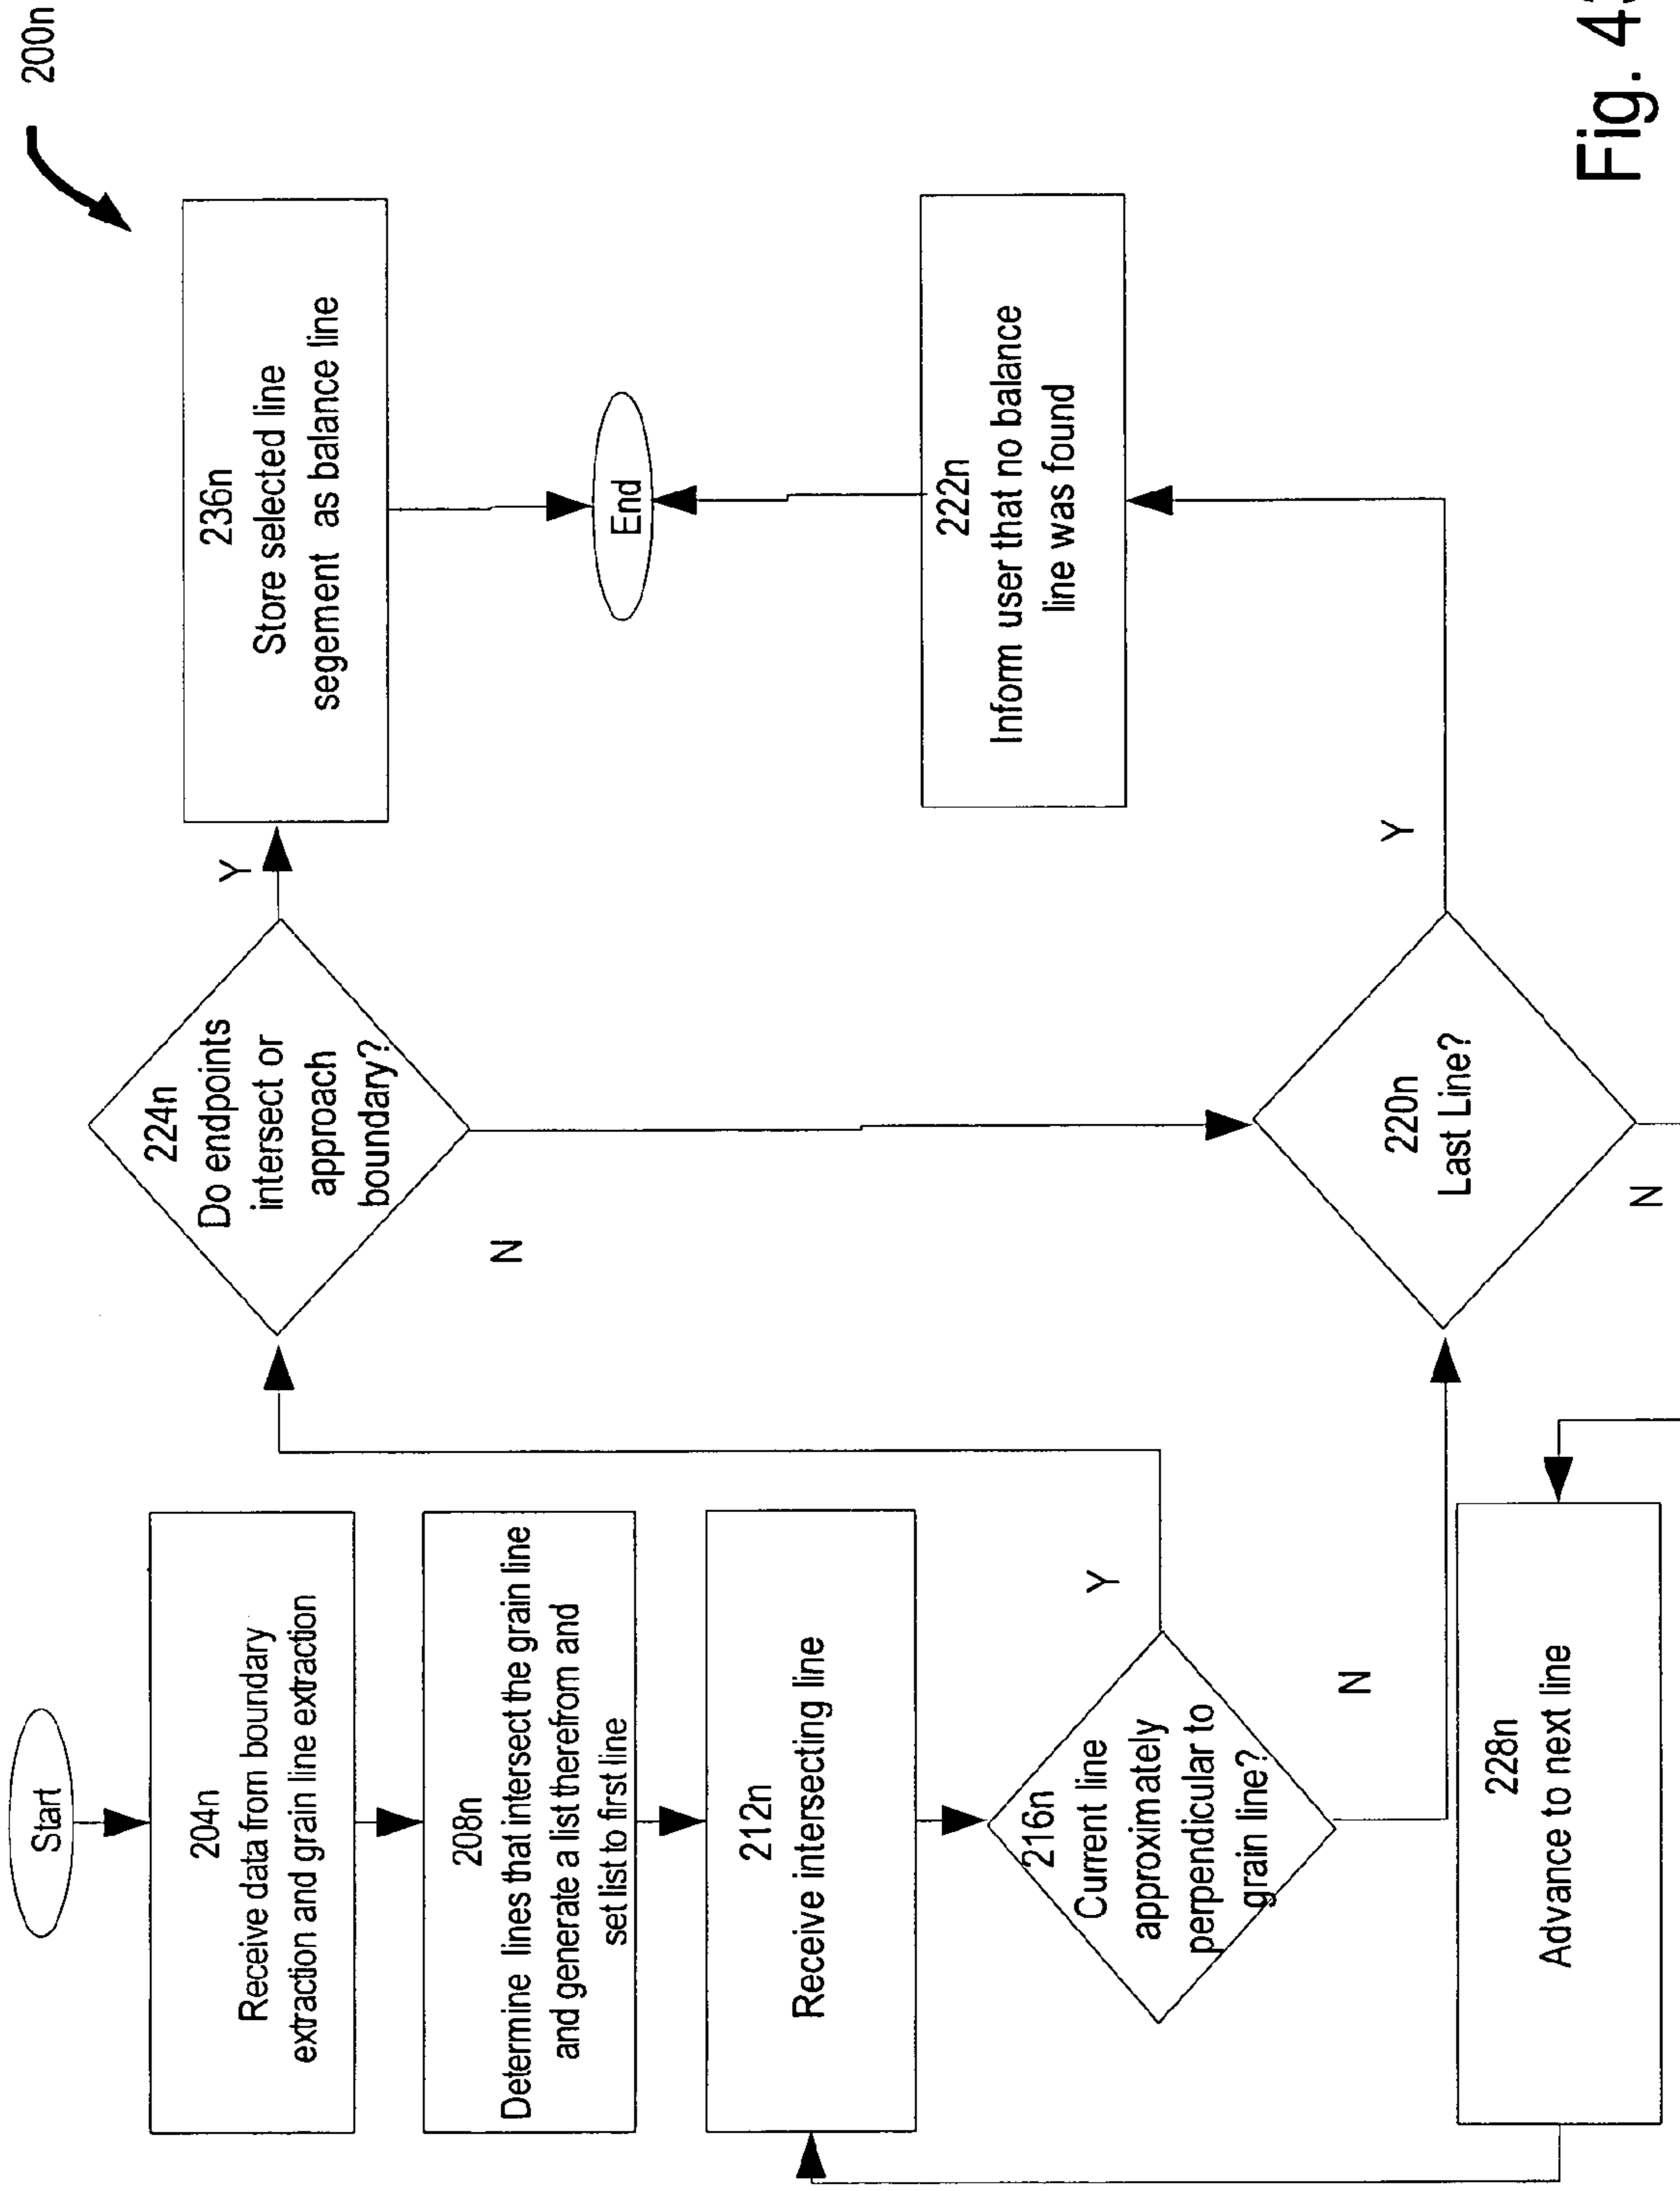 200n
Start
204n
Receive data from boundary
extraction and grain line extraction
208n
Determine lines that intersect the grain line
and generate a list therefrom and
set list to first line
212n
Receive intersecting line
216n
Current line
approximately
perpendicular to
grain line?
Y
N
228n
Advance to next line
224n
Do endpoints
intersect or
approach
boundary?
Y
N
220n
Last Line?
Y
N
236n
Store selected line
segement as balance line
End
222n
Inform user that no balance
line was found
Fig.